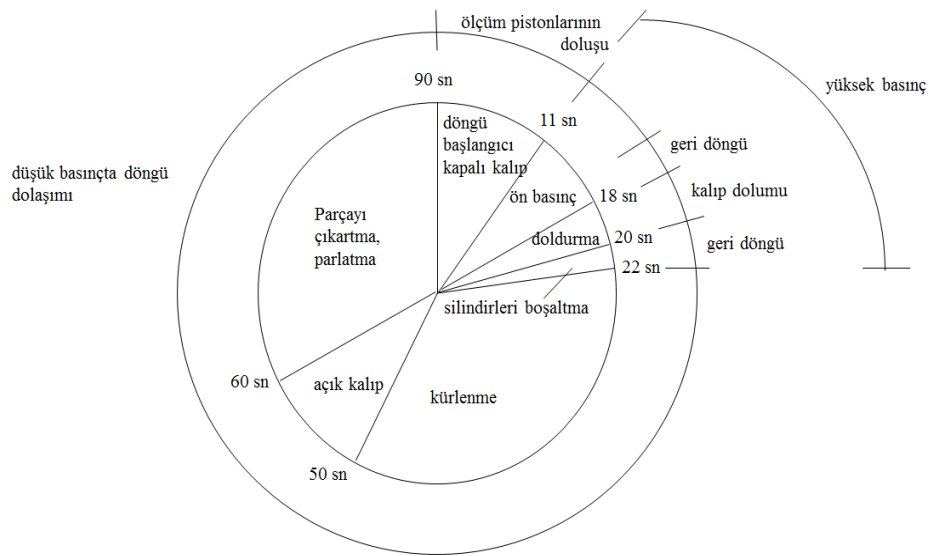 ölçüm pistonlarının
doluşu
yüksek basınç
90 sn
11 sn
döngü
başlangıcı
kapalı kalıp
geri döngü
düşük basınçta döngü
dolaşımı
ön basınç
18 sn
kalıp dolumu
Parçayı
çıkartma,
parlatma
doldurma
20 sn
geri döngü
22 sn
silindirleri boşaltma
60 sn
açık kalıp
kürlenme
50 sn